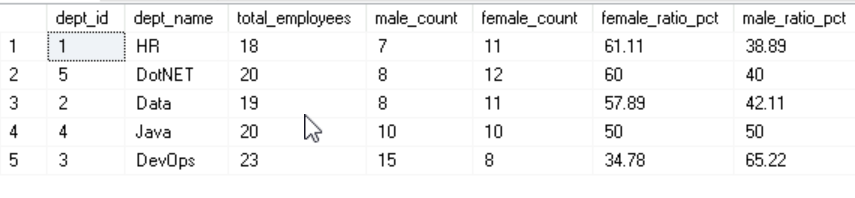 dept_id dept_name total_employees male_count female_count female_ratio_pct male_ratio_pct
1 1 HR 18 7 11 61.11 38.89
2 5 DotNET 20 8 12 60 40
3 2 Data 19 8 11 57.89 42.11
4 4 Java 20 10 10 50 50
5 3 DevOps 23 15 8 34.78 65.22